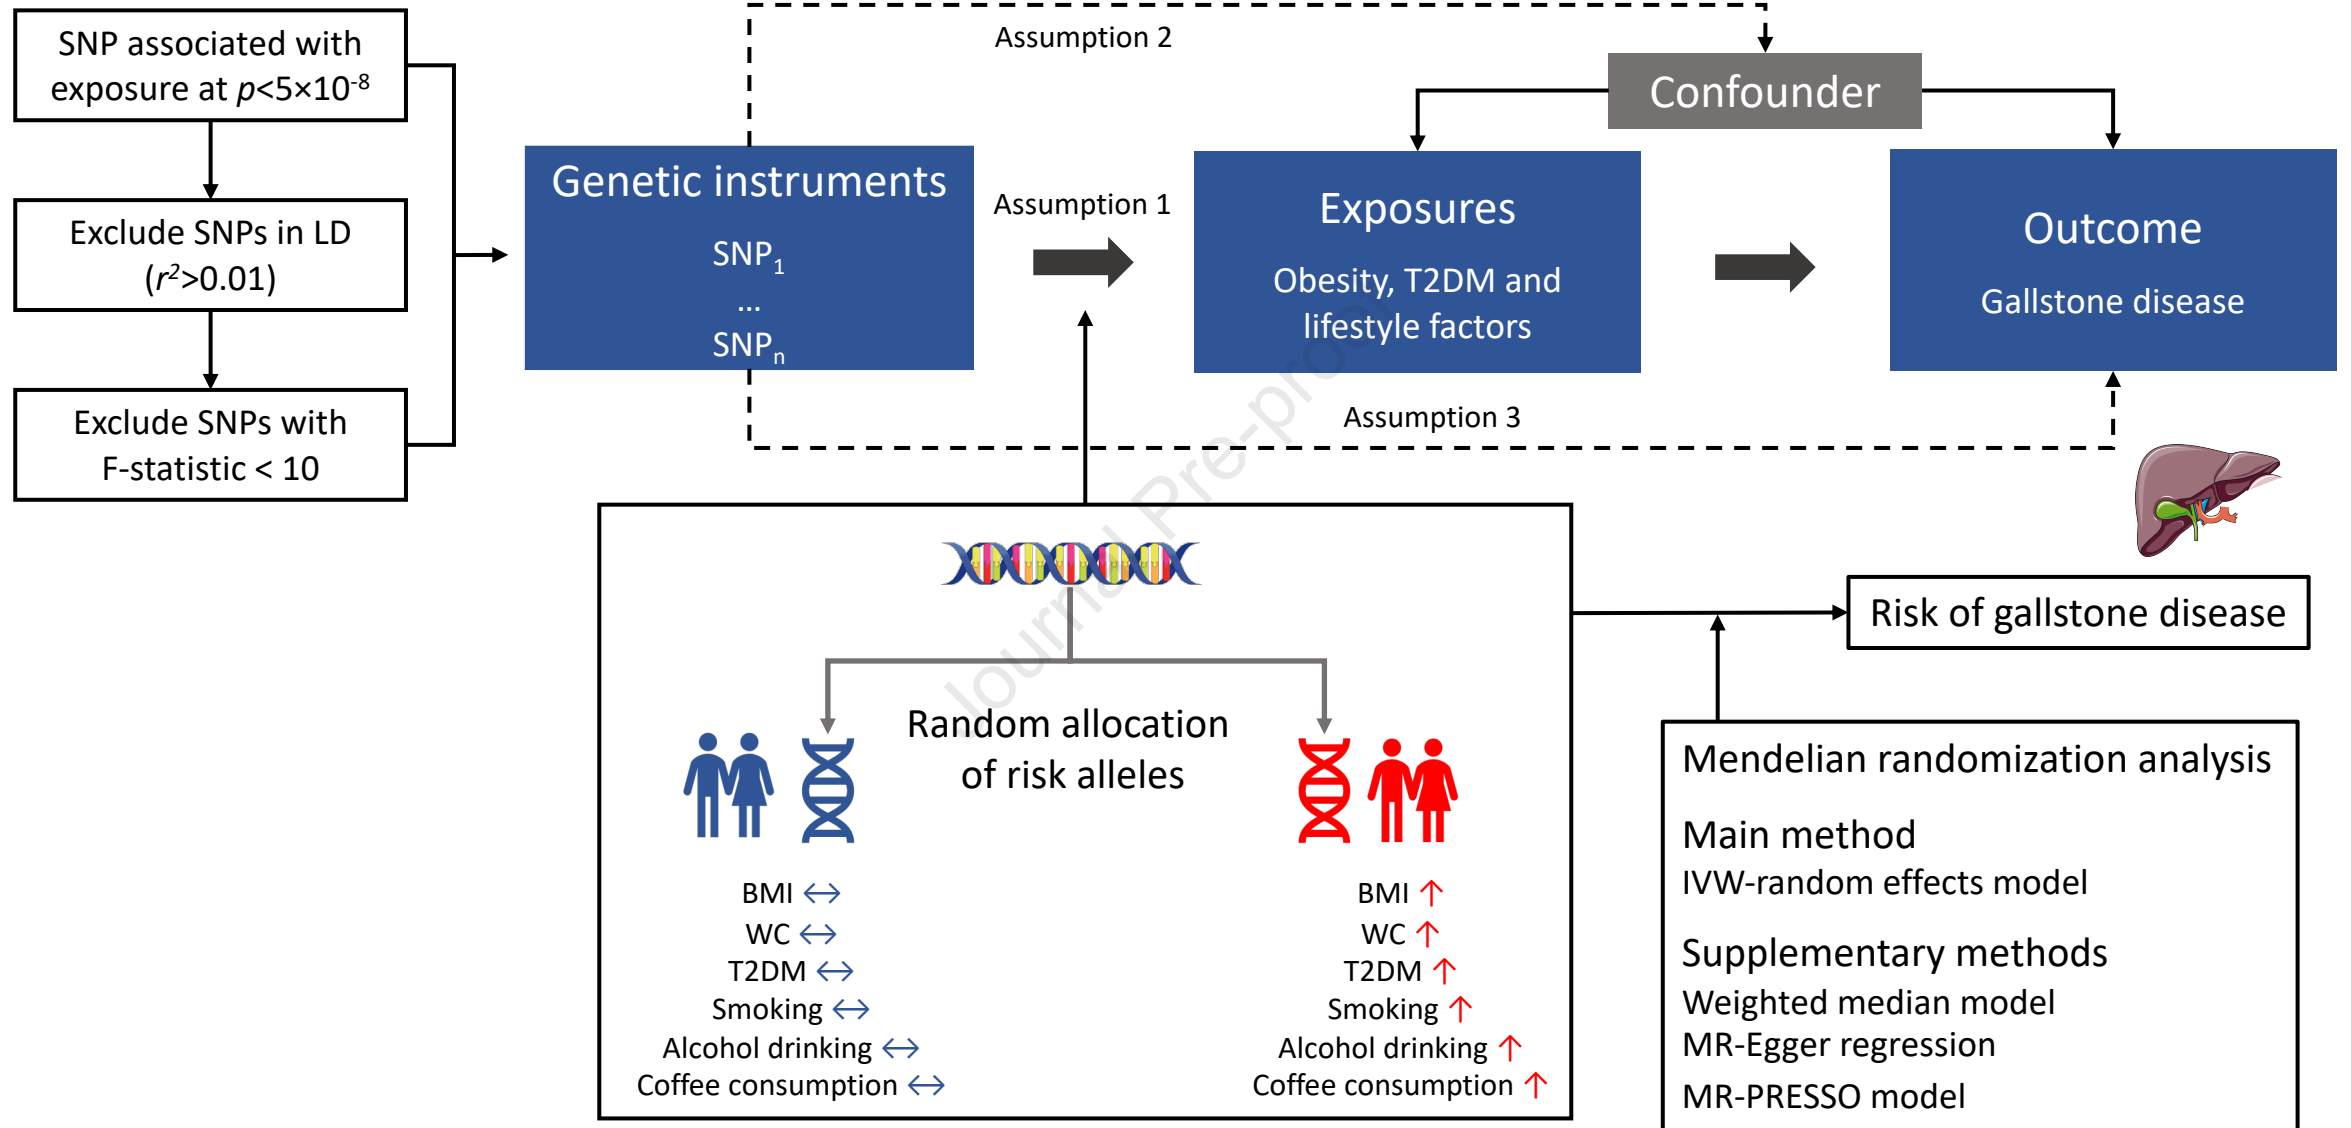 SNP associated with
exposure at p<5×10-8
Exclude SNPs in LD
(r2>0.01)
Exclude SNPs with
F-statistic < 10
Assumption 2
Confounder
Genetic instruments
SNP1
...
SNPn
Assumption 1
Exposures
Obesity, T2DM and
lifestyle factors
Outcome
Gallstone disease
Assumption 3
Journal Pre-proof
Random allocation
of risk alleles
BMI ↔
WC ↔
T2DM ↔
Smoking ↔
Alcohol drinking ↔
Coffee consumption ↔
BMI ↑
WC ↑
T2DM ↑
Smoking ↑
Alcohol drinking ↑
Coffee consumption ↑
Risk of gallstone disease
Mendelian randomization analysis
Main method
IVW-random effects model
Supplementary methods
Weighted median model
MR-Egger regression
MR-PRESSO model